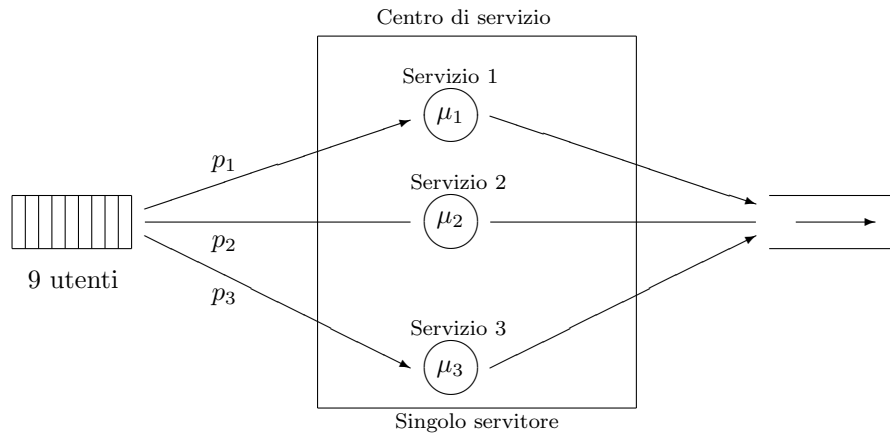 Centro di servizio
Servizio 1
μ1
p1
Servizio 2
μ2
p2
9 utenti
p3
Servizio 3
μ3
Singolo servitore